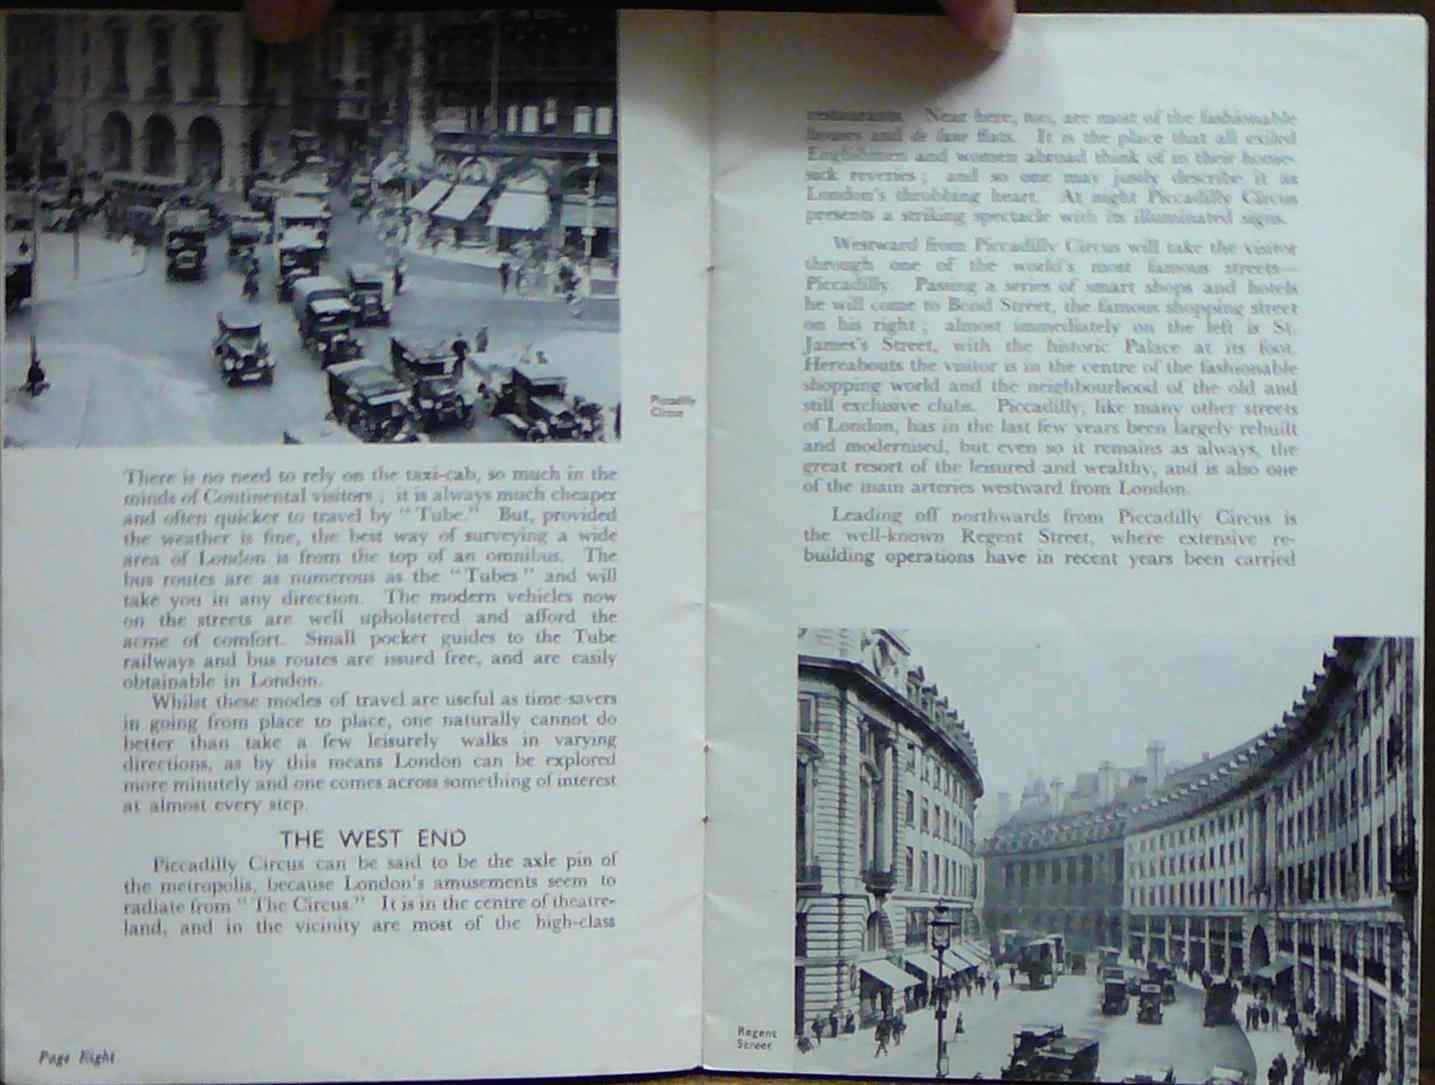 Piccadilly
Circus
There is no need to rely on the taxi-cab, so much in the
minds of Continental visitors ; it is always much cheaper
and often quicker to travel by "Tube." But, provided
the weather is fine, the best way of surveying a wide
area of London is from the top of an omnibus. The
bus routes are as numerous as the "Tubes" and will
take you in any direction. The modern vehicles now
on the streets are well upholstered and afford the
acme of comfort. Small pocket guides to the Tube
railways and bus routes are issued free, and are easily
obtainable in London.
Whilst these modes of travel are useful as time-savers
in going from place to place, one naturally cannot do
better than take a few leisurely walks in varying
directions, as by this means London can be explored
more minutely and one comes across something of interest
at almost every step.
THE WEST END
Piccadilly Circus can be said to be the axle pin of
the metropolis, because London's amusements seem to
radiate from "The Circus." It is in the centre of theatre-
land, and in the vicinity are most of the high-class
Page Eight
restaurants. Near here, too, are most of the fashionable
houses and de luxe flats. It is the place that all exiled
Englishmen and women abroad think of in their home-
sick reveries ; and so one may justly describe it as
London's throbbing heart. At night Piccadilly Circus
presents a striking spectacle with its illuminated signs.
Westward from Piccadilly Circus will take the visitor
through one of the world's most famous streets—
Piccadilly. Passing a series of smart shops and hotels
he will come to Bond Street, the famous shopping street
on his right ; almost immediately on the left is St.
James's Street, with the historic Palace at its foot.
Hereabouts the visitor is in the centre of the fashionable
shopping world and the neighbourhood of the old and
still exclusive clubs. Piccadilly, like many other streets
of London, has in the last few years been largely rebuilt
and modernised, but even so it remains as always, the
great resort of the leisured and wealthy, and is also one
of the main arteries westward from London.
Leading off northwards from Piccadilly Circus is
the well-known Regent Street, where extensive re-
building operations have in recent years been carried
Regent
Street